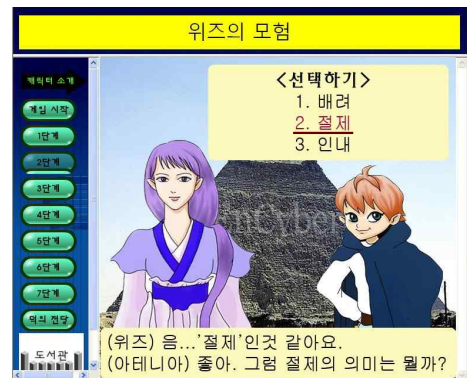 위즈의 모험
캐릭터 소개
게임 시작
1단계
2단계
3단계
4단계
5단계
6단계
7단계
덕의 전당
도서관
<선택하기>
1. 배려
2. 절제
3. 인내
(위즈) 음...'절제'인것 같아요.
(아테니아) 좋아. 그럼 절제의 의미는 뭘까?